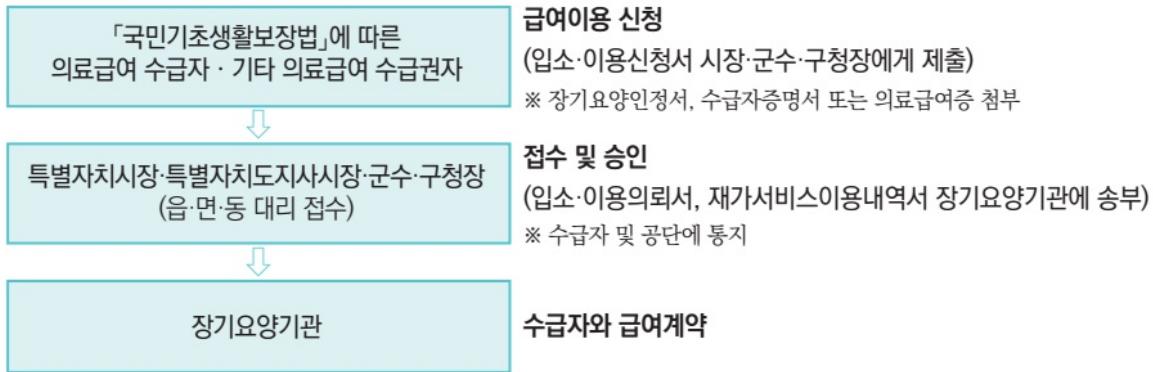 「국민기초생활보장법」에 따른
의료급여 수급자 · 기타 의료급여 수급권자
급여이용 신청
(입소·이용신청서 시장·군수·구청장에게 제출)
※ 장기요양인정서, 수급자증명서 또는 의료급여증 첨부
특별자치시장·특별자치도지사시장·군수·구청장
(읍·면·동 대리 접수)
접수 및 승인
(입소·이용의뢰서, 재가서비스이용내역서 장기요양기관에 송부)
※ 수급자 및 공단에 통지
장기요양기관
수급자와 급여계약